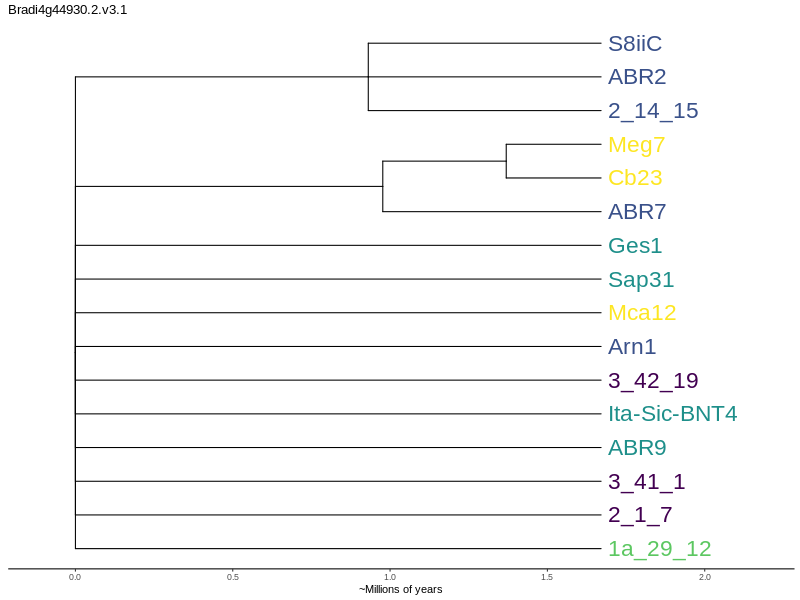 Bradi4g44930.2.v3.1
S8iiC
ABR2
2_14_15
Meg7
Cb23
ABR7
Ges1
Sap31
Mca12
Arn1
3_42_19
Ita-Sic-BNT4
ABR9
3_41_1
2_1_7
1a_29_12
0.0 0.5 1.0 1.5 2.0
~Millions of years